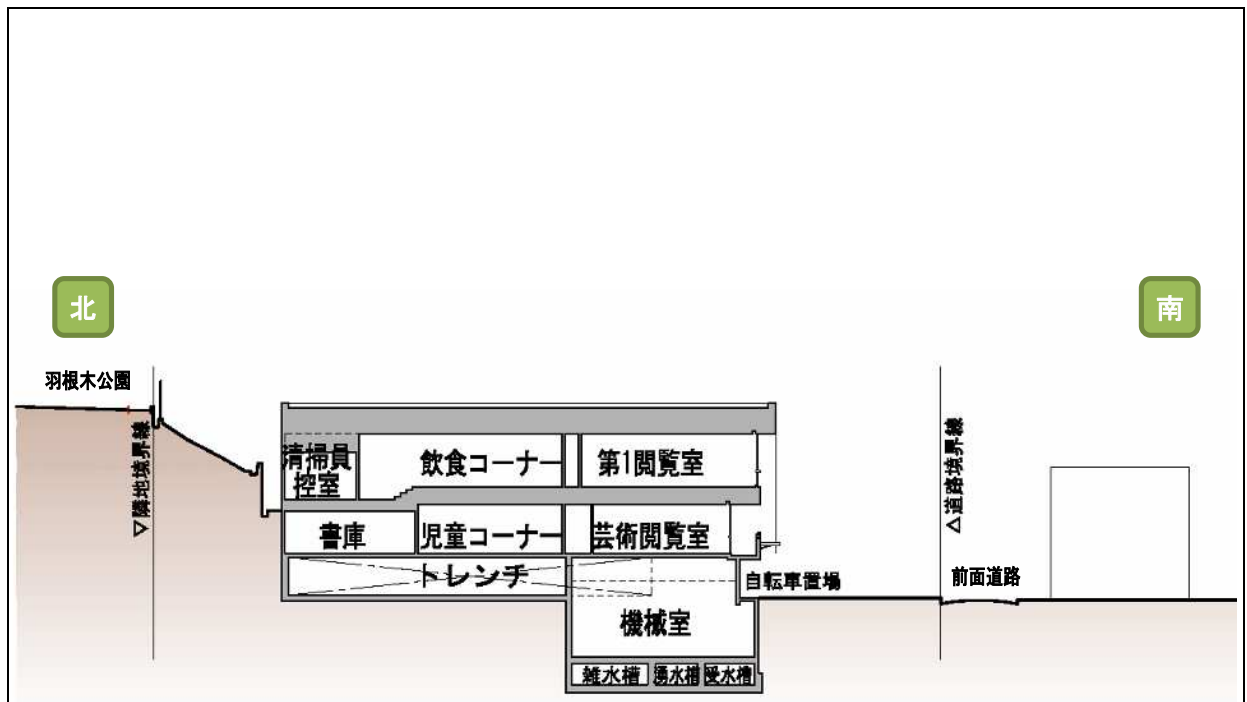 北
南
羽根木公園
▽隣地境界線
清掃員
控室
飲食コーナー
第1閲覧室
△道路境界線
書庫
児童コーナー
芸術閲覧室
トレンチ
自転車置場
前面道路
機械室
雑水槽
湧水槽
受水槽